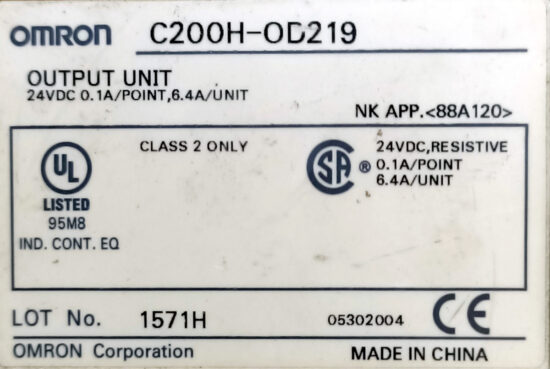 OMRON C200H-OD219
OUTPUT UNIT
24VDC 0.1A/POINT,6.4A/UNIT
NK APP.<88A120>
UL
LISTED
95M8
IND. CONT. EQ
CLASS 2 ONLY
CSA ®
24VDC,RESISTIVE
0.1A/POINT
6.4A/UNIT
LOT No. 1571H 05302004 CE
OMRON Corporation MADE IN CHINA